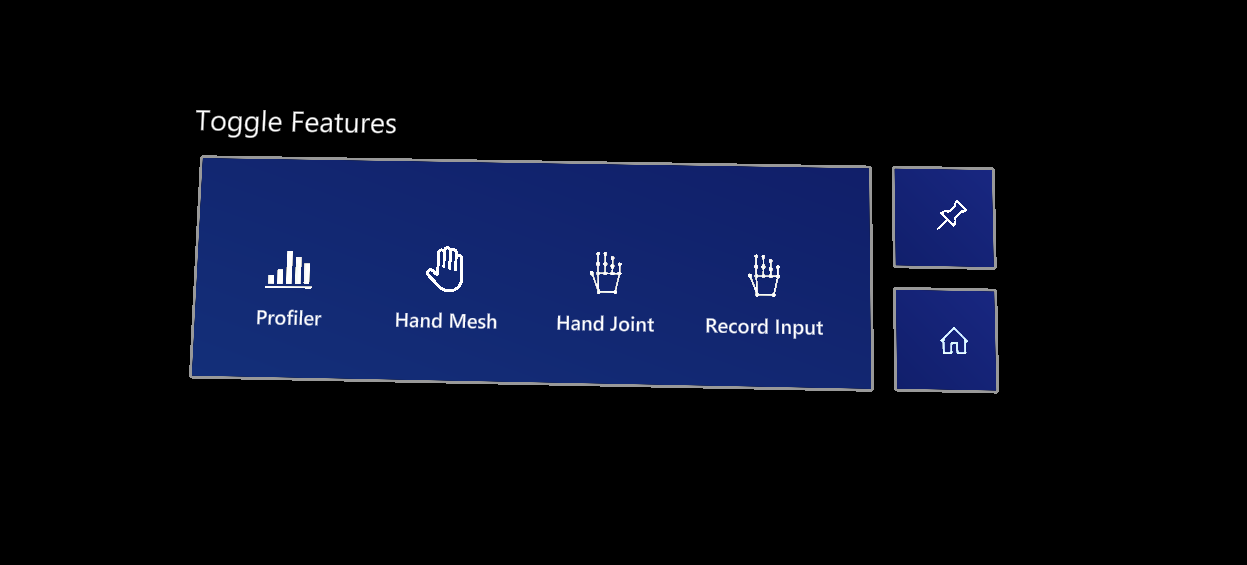 Toggle Features
Profiler
Hand Mesh
Hand Joint
Record Input